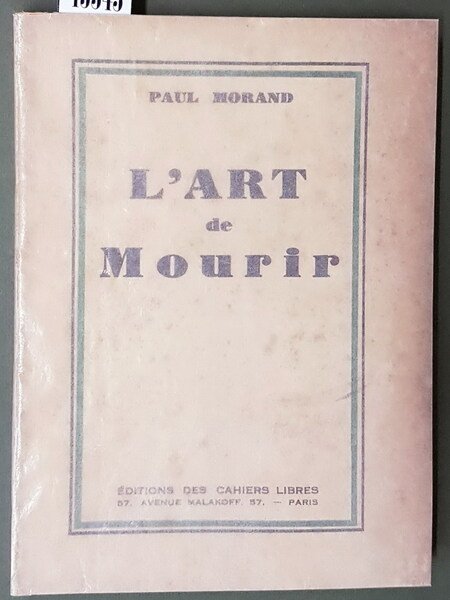 PAUL MORAND
L'ART
de
Mourir
ÉDITIONS DES CAHIERS LIBRES
57, AVENUE MALAKOFF, 57. — PARIS